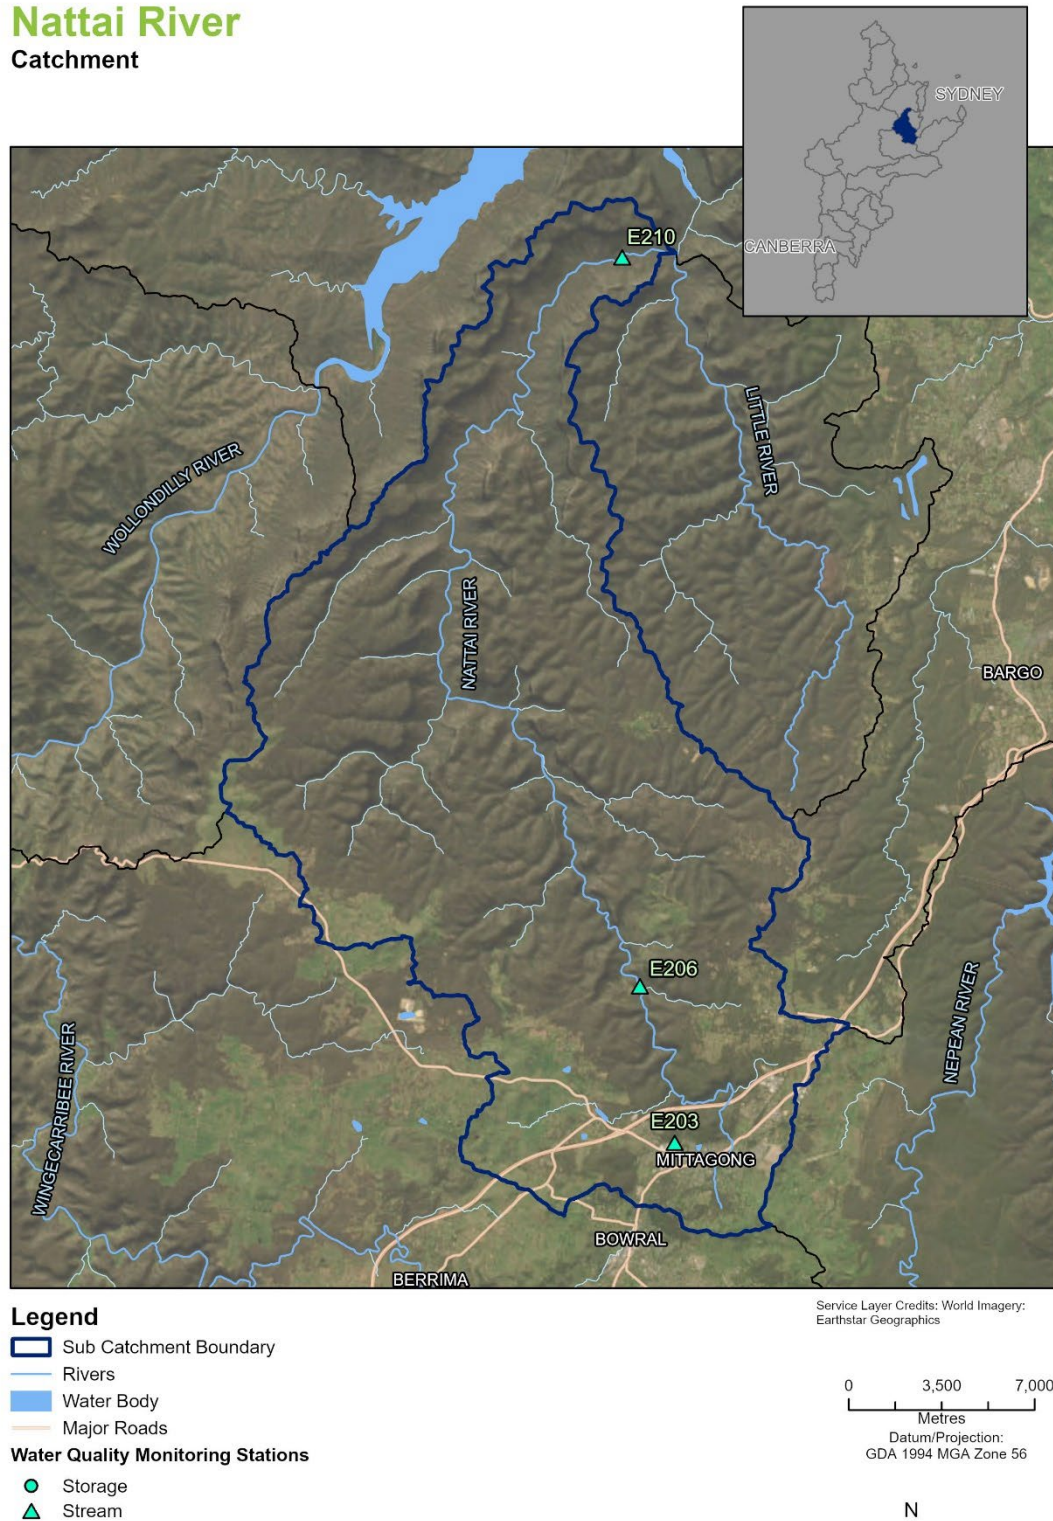 Nattai River
Catchment
SYDNEY
CANBERRA
E210
LITTLE RIVER
WOLLONDILLY RIVER
NATTAI RIVER
BARGO
E206
NEPEAN RIVER
WINGECARRIBEE RIVER
E203
MITTAGONG
BOWRAL
BERRIMA
Legend
Sub Catchment Boundary
Rivers
Water Body
Major Roads
Water Quality Monitoring Stations
Storage
Stream
Service Layer Credits: World Imagery:
Earthstar Geographics
0 3,500 7,000
Metres
Datum/Projection:
GDA 1994 MGA Zone 56
N